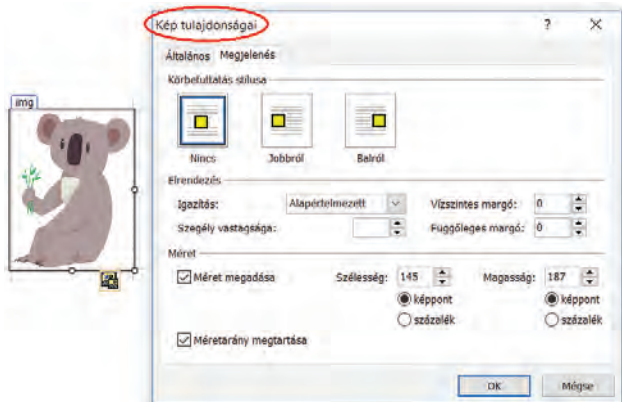 Kép tulajdonságai
?
Általános Megjelenés
Körbefuttatás stílusa
img
Nincs Jobbról Balról
Elrendezés
Igazítás: Alapértelmezett Vízszintes margó: 0
Szegély vastagsága: Függőleges margó: 0
Méret
Méret megadása Szélesség: 145 Magasság: 187
képpont képpont
százalék százalék
Méretarány megtartása
OK Mégse